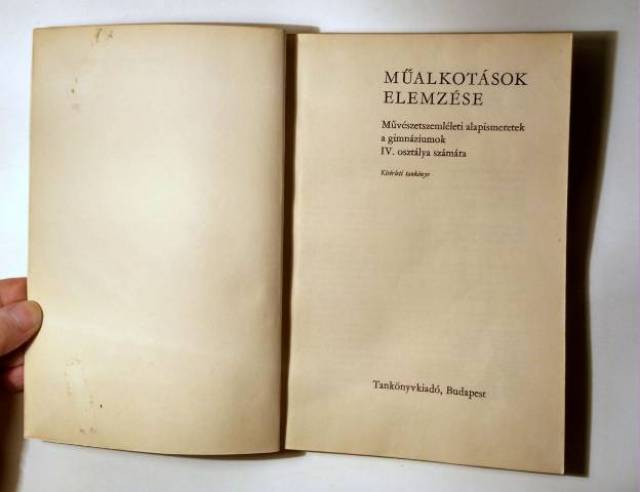 MŰALKOTÁSOK
ELEMZÉSE
Művészetszemléleti alapismeretek
a gimnáziumok
IV. osztálya számára
Kísérleti tankönyv
Tankönyvkiadó, Budapest